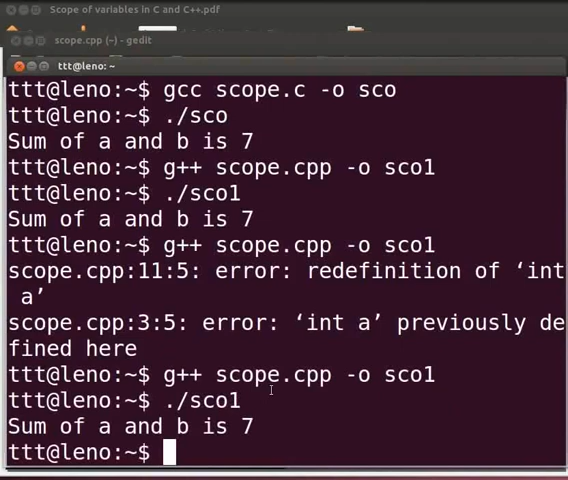 Scope of variables in C and C++.pdf
scope.cpp (~) - gedit
ttt@leno: ~
ttt@leno:~$ gcc scope.c -o sco
ttt@leno:~$ ./sco
Sum of a and b is 7
ttt@leno:~$ g++ scope.cpp -o sco1
ttt@leno:~$ ./sco1
Sum of a and b is 7
ttt@leno:~$ g++ scope.cpp -o sco1
scope.cpp:11:5: error: redefinition of ‘int
a’
scope.cpp:3:5: error: ‘int a’ previously de
fined here
ttt@leno:~$ g++ scope.cpp -o sco1
ttt@leno:~$ ./sco1
Sum of a and b is 7
ttt@leno:~$